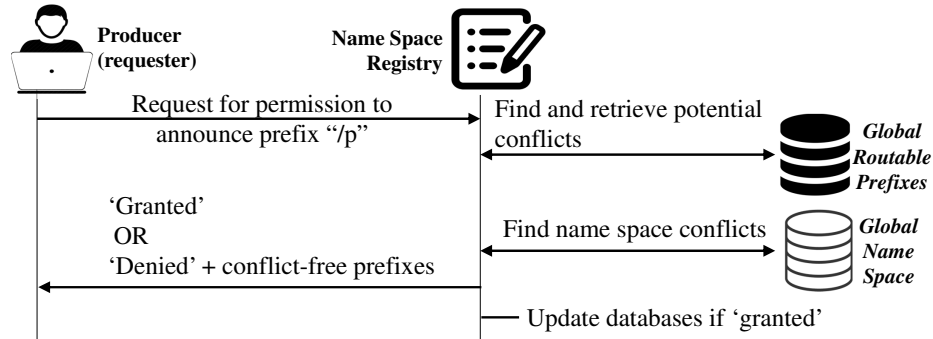 Producer
(requester)
Name Space
Registry
Request for permission to
announce prefix “/p”
Find and retrieve potential
conflicts
Global
Routable
Prefixes
‘Granted’
OR
‘Denied’ + conflict-free prefixes
Find name space conflicts
Global
Name
Space
Update databases if ‘granted’